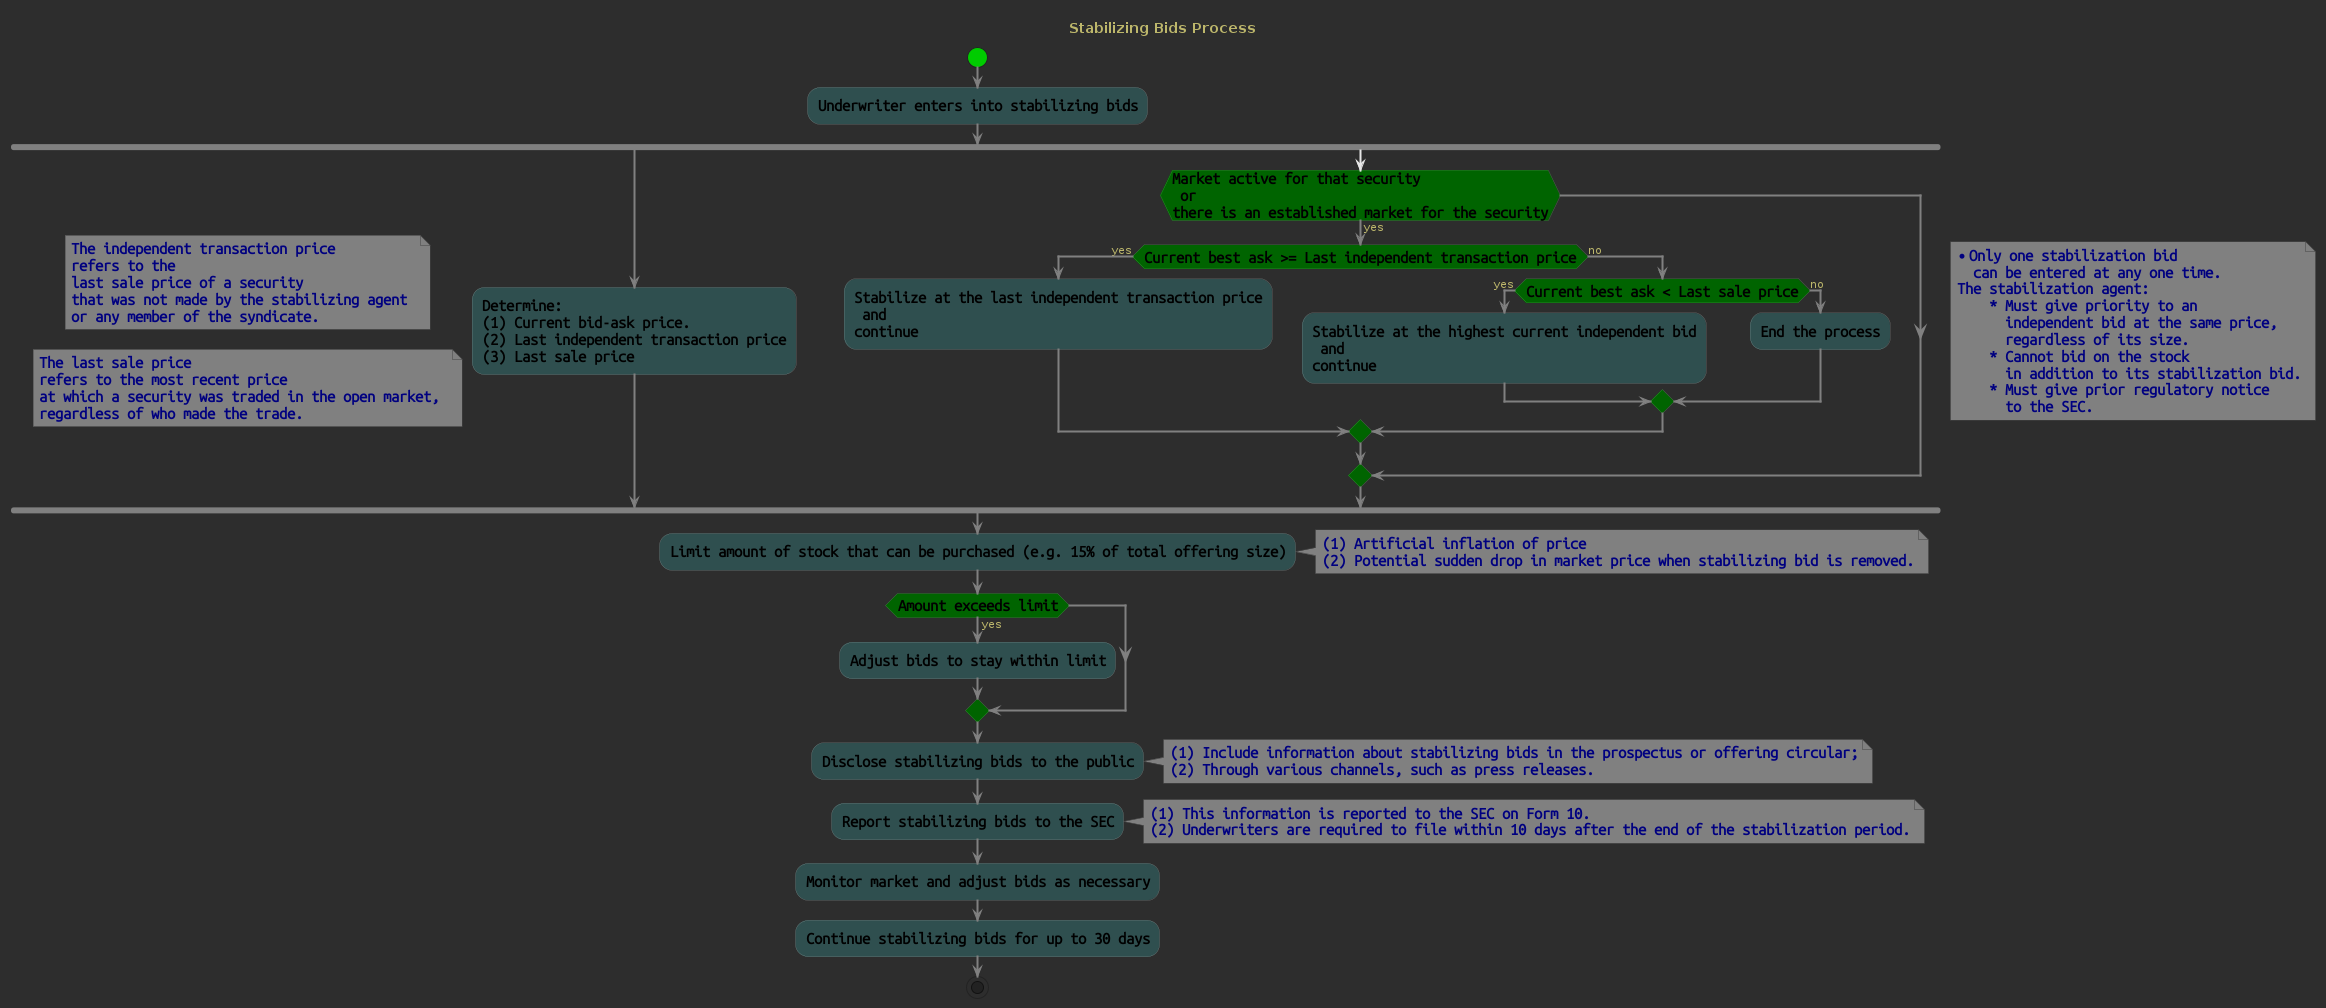 Stabilizing Bids Process
Underwriter enters into stabilizing bids
The independent transaction price
refers to the
last sale price of a security
that was not made by the stabilizing agent
or any member of the syndicate.
The last sale price
refers to the most recent price
at which a security was traded in the open market,
regardless of who made the trade.
Determine:
(1) Current bid-ask price.
(2) Last independent transaction price
(3) Last sale price
Market active for that security
or
there is an established market for the security
yes
yes
Current best ask >= Last independent transaction price
no
Stabilize at the last independent transaction price
and
continue
yes
Current best ask < Last sale price
no
Stabilize at the highest current independent bid
and
continue
End the process
• Only one stabilization bid
can be entered at any one time.
The stabilization agent:
* Must give priority to an
independent bid at the same price,
regardless of its size.
* Cannot bid on the stock
in addition to its stabilization bid.
* Must give prior regulatory notice
to the SEC.
Limit amount of stock that can be purchased (e.g. 15% of total offering size)
(1) Artificial inflation of price
(2) Potential sudden drop in market price when stabilizing bid is removed.
Amount exceeds limit
yes
Adjust bids to stay within limit
Disclose stabilizing bids to the public
(1) Include information about stabilizing bids in the prospectus or offering circular;
(2) Through various channels, such as press releases.
Report stabilizing bids to the SEC
(1) This information is reported to the SEC on Form 10.
(2) Underwriters are required to file within 10 days after the end of the stabilization period.
Monitor market and adjust bids as necessary
Continue stabilizing bids for up to 30 days